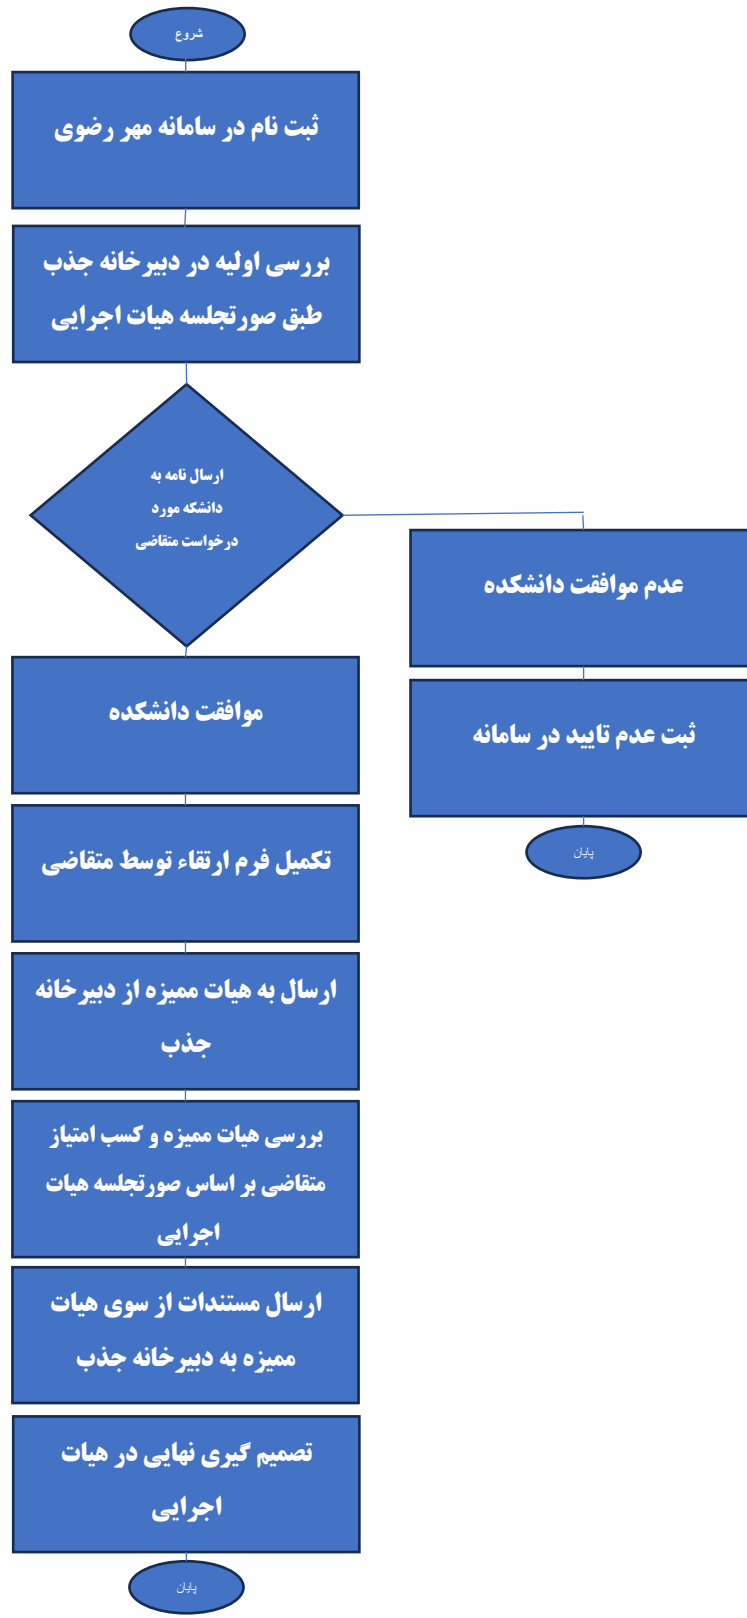 شروع
ثبت نام در سامانه مهر رضوی
بررسی اولیه در دبیرخانه جذب
طبق صورتجلسه هیات اجرایی
ارسال نامه به
دانشکه مورد
درخواست متقاضی
عدم موافقت دانشکده
ثبت عدم تایید در سامانه
پایان
موافقت دانشکده
تکمیل فرم ارتقاء توسط متقاضی
ارسال به هیات ممیزه از دبیرخانه
جذب
بررسی هیات ممیزه و کسب امتیاز
متقاضی بر اساس صورتجلسه هیات
اجرایی
ارسال مستندات از سوی هیات
ممیزه به دبیرخانه جذب
تصمیم گیری نهایی در هیات
اجرایی
پایان